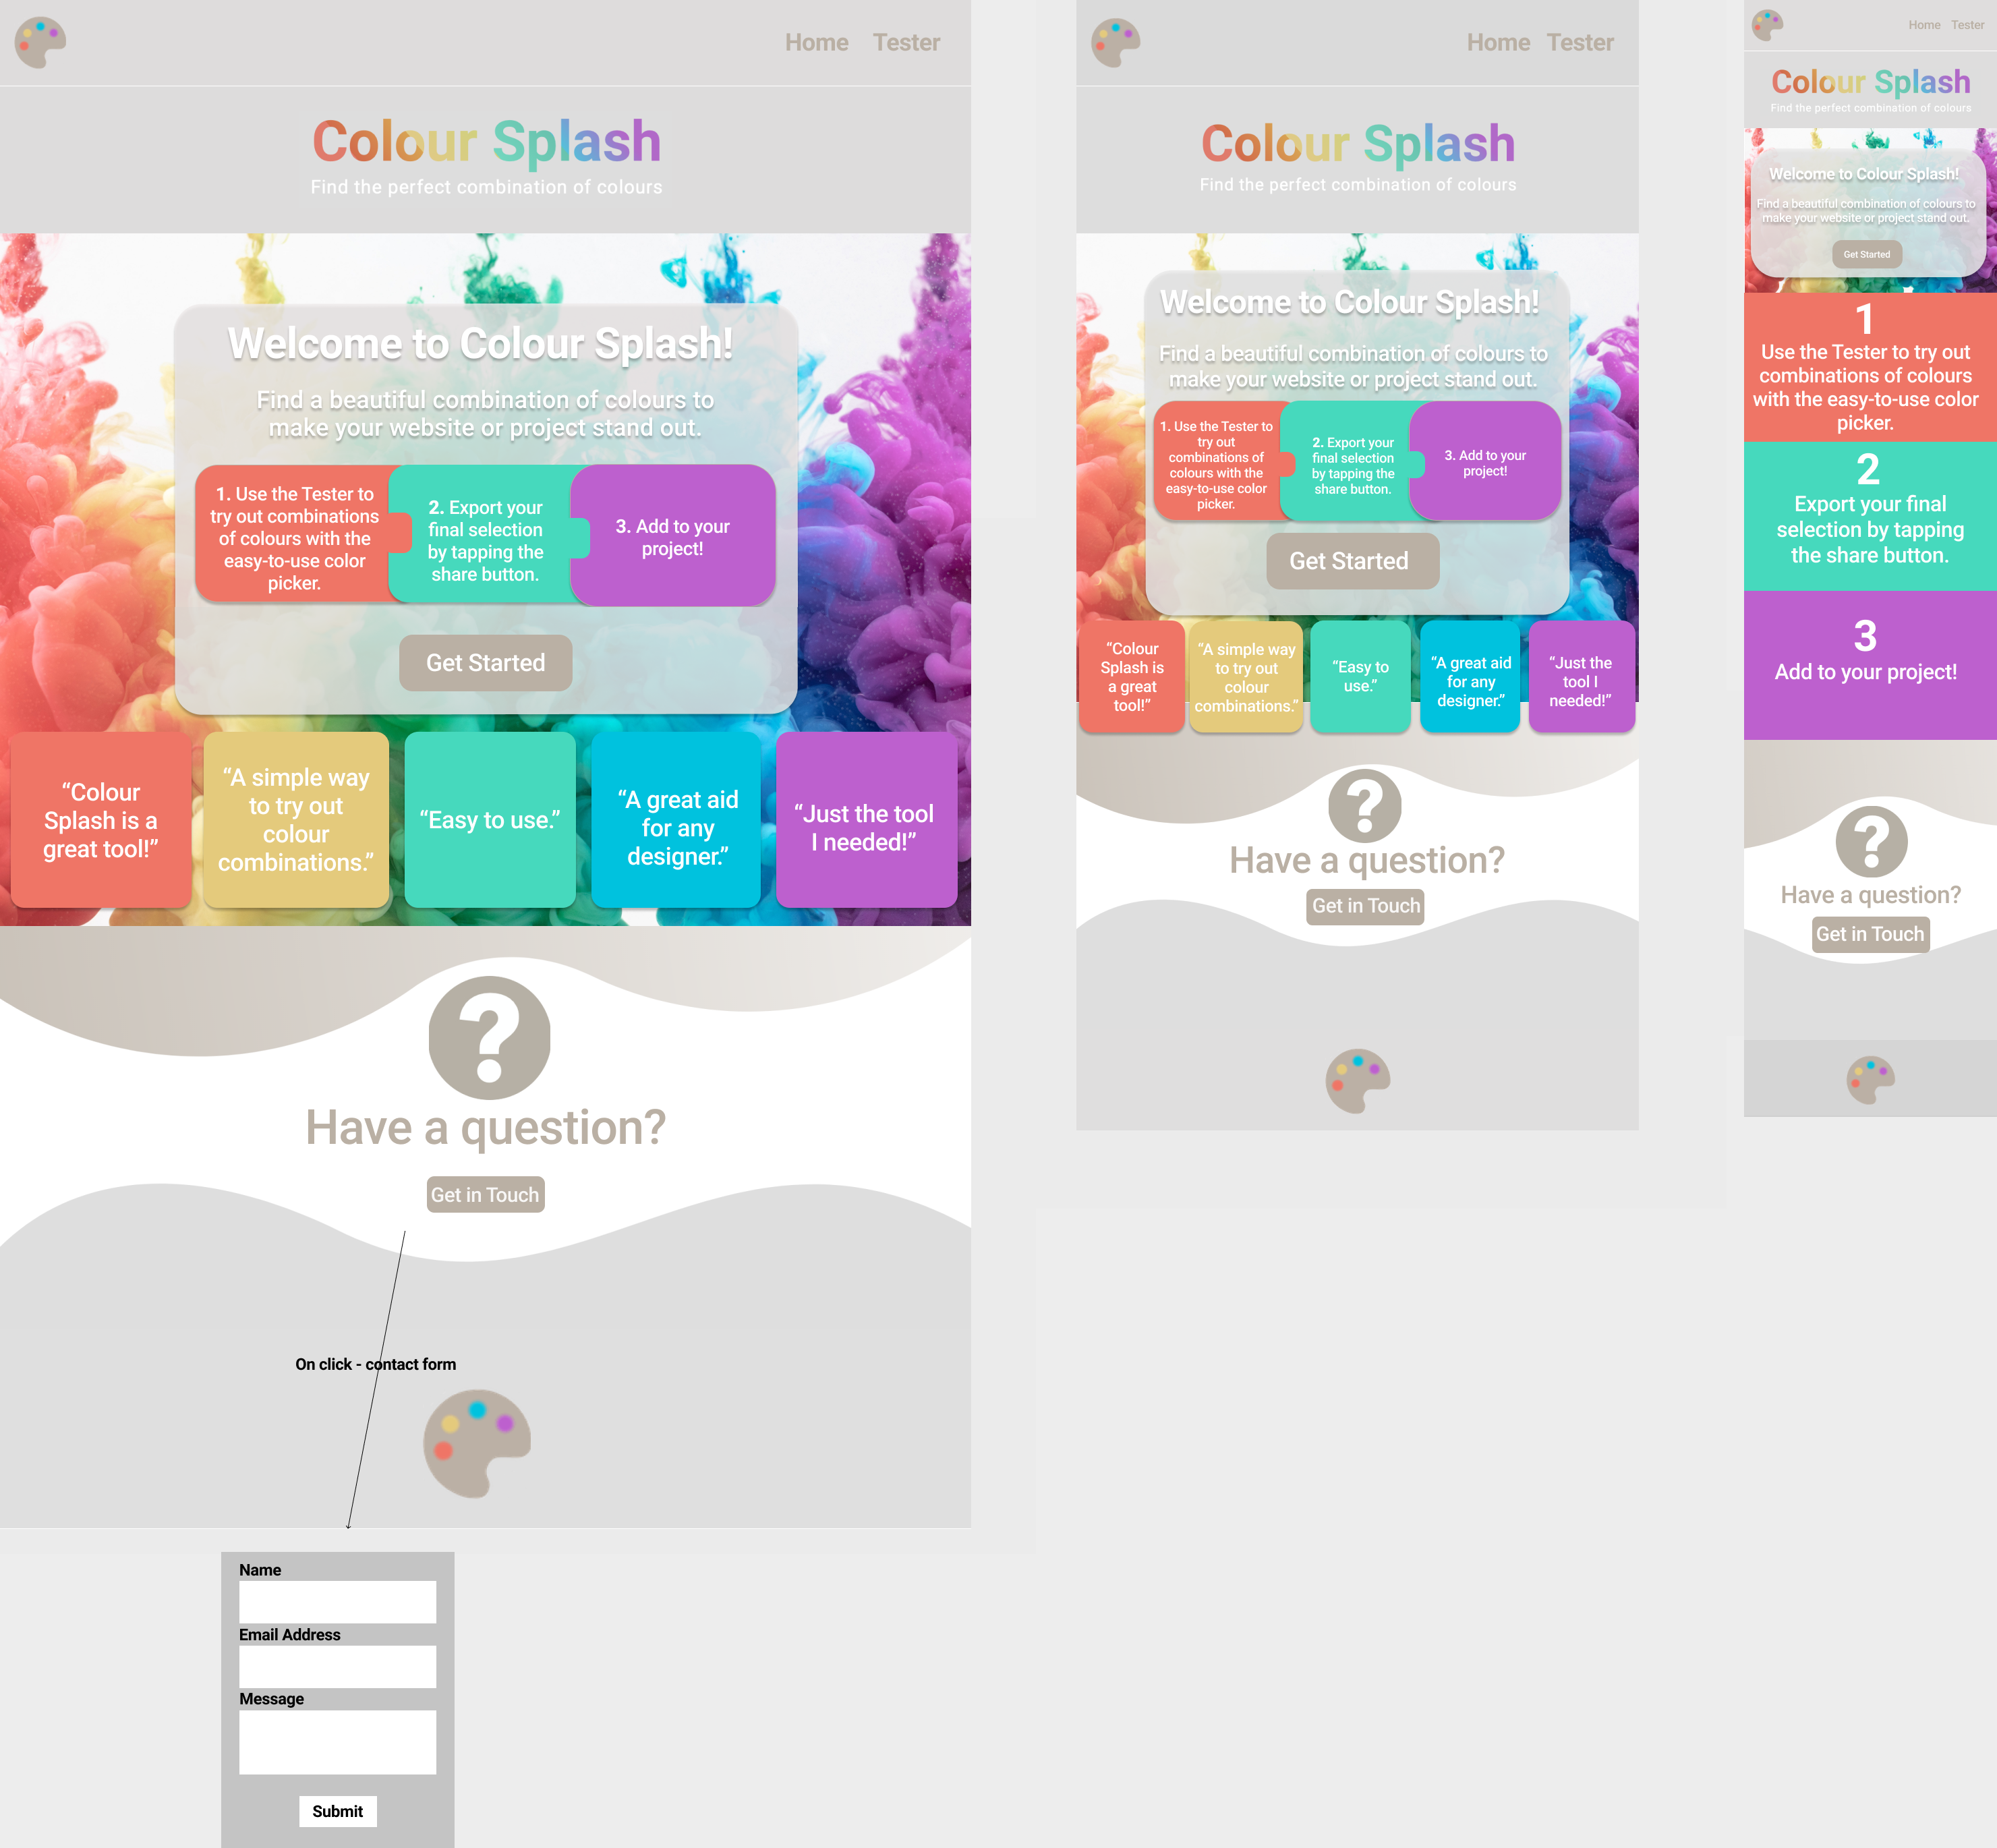 Home Tester
Colour Splash
Find the perfect combination of colours
Welcome to Colour Splash!
Find a beautiful combination of colours to
make your website or project stand out.
1. Use the Tester to
try out combinations
of colours with the
easy-to-use color
picker.
2. Export your
final selection
by tapping the
share button.
3. Add to your
project!
Get Started
“Colour
Splash is a
great tool!”
“A simple way
to try out
colour
combinations.”
“Easy to use.”
“A great aid
for any
designer.”
“Just the tool
I needed!”
?
Have a question?
Get in Touch
On click - contact form
Name
Email Address
Message
Submit
Home Tester
Colour Splash
Find the perfect combination of colours
Welcome to Colour Splash!
Find a beautiful combination of colours to
make your website or project stand out.
1. Use the Tester to
try out
combinations of
colours with the
easy-to-use color
picker.
2. Export your
final selection
by tapping the
share button.
3. Add to your
project!
Get Started
“Colour
Splash is
a great
tool!”
“A simple way
to try out
colour
combinations.”
“Easy to
use.”
“A great aid
for any
designer.”
“Just the
tool I
needed!”
?
Have a question?
Get in Touch
Home Tester
Colour Splash
Find the perfect combination of colours
Welcome to Colour Splash!
Find a beautiful combination of colours to
make your website or project stand out.
Get Started
1
Use the Tester to try out
combinations of colours
with the easy-to-use color
picker.
2
Export your final
selection by tapping
the share button.
3
Add to your project!
?
Have a question?
Get in Touch